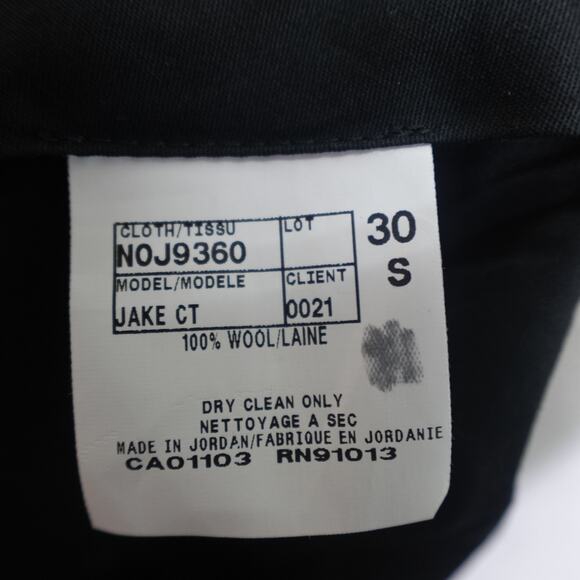 CLOTH/TISSU LOT 30
N0J9360 S
MODEL/MODELE CLIENT
JAKE CT 0021
100% WOOL/LAINE
DRY CLEAN ONLY
NETTOYAGE A SEC
MADE IN JORDAN/FABRIQUE EN JORDANIE
CA01103 RN91013